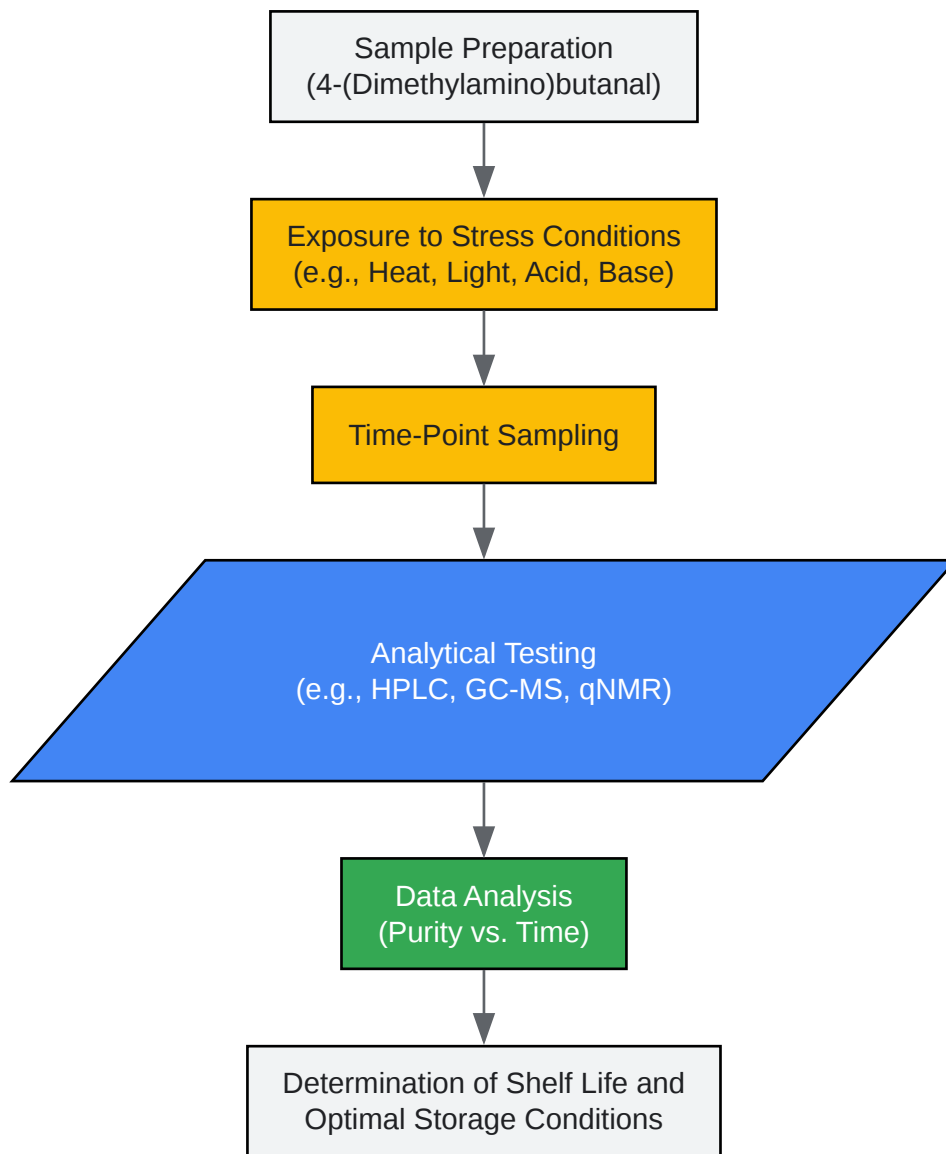 Sample Preparation
(4-(Dimethylamino)butanal)
Exposure to Stress Conditions
(e.g., Heat, Light, Acid, Base)
Time-Point Sampling
Analytical Testing
(e.g., HPLC, GC-MS, qNMR)
Data Analysis
(Purity vs. Time)
Determination of Shelf Life and
Optimal Storage Conditions